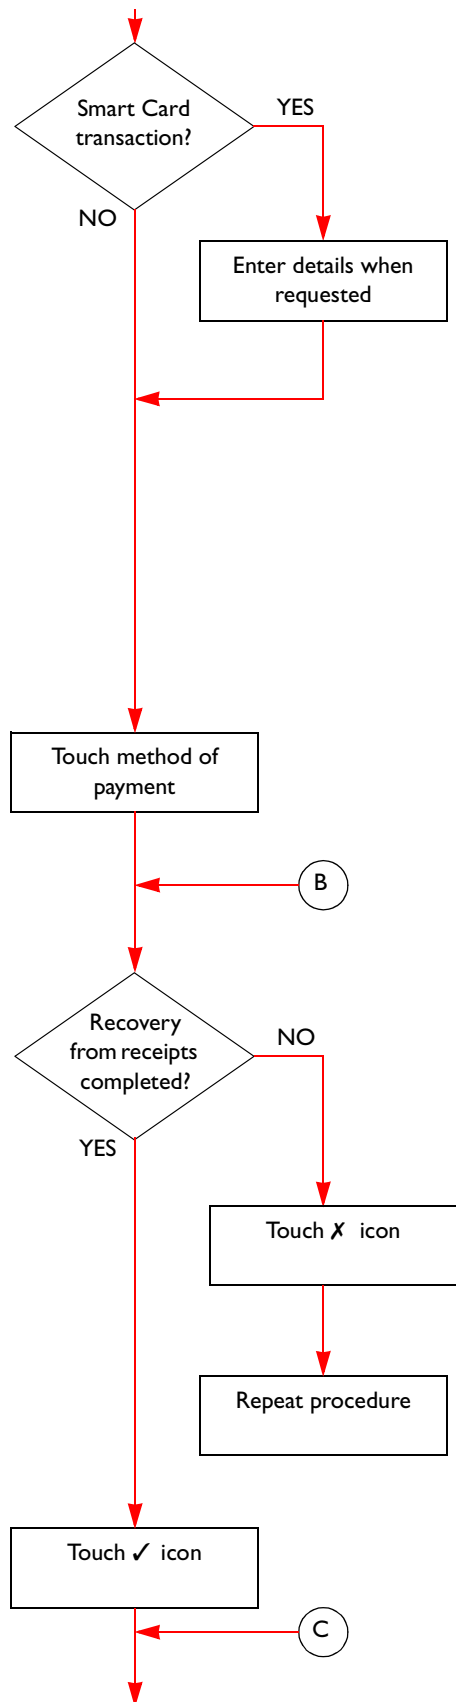 Smart Card
transaction?
YES
NO
Enter details when
requested
Touch method of
payment
B
Recovery
from receipts
completed?
NO
YES
Touch ✗ icon
Repeat procedure
Touch ✓ icon
C